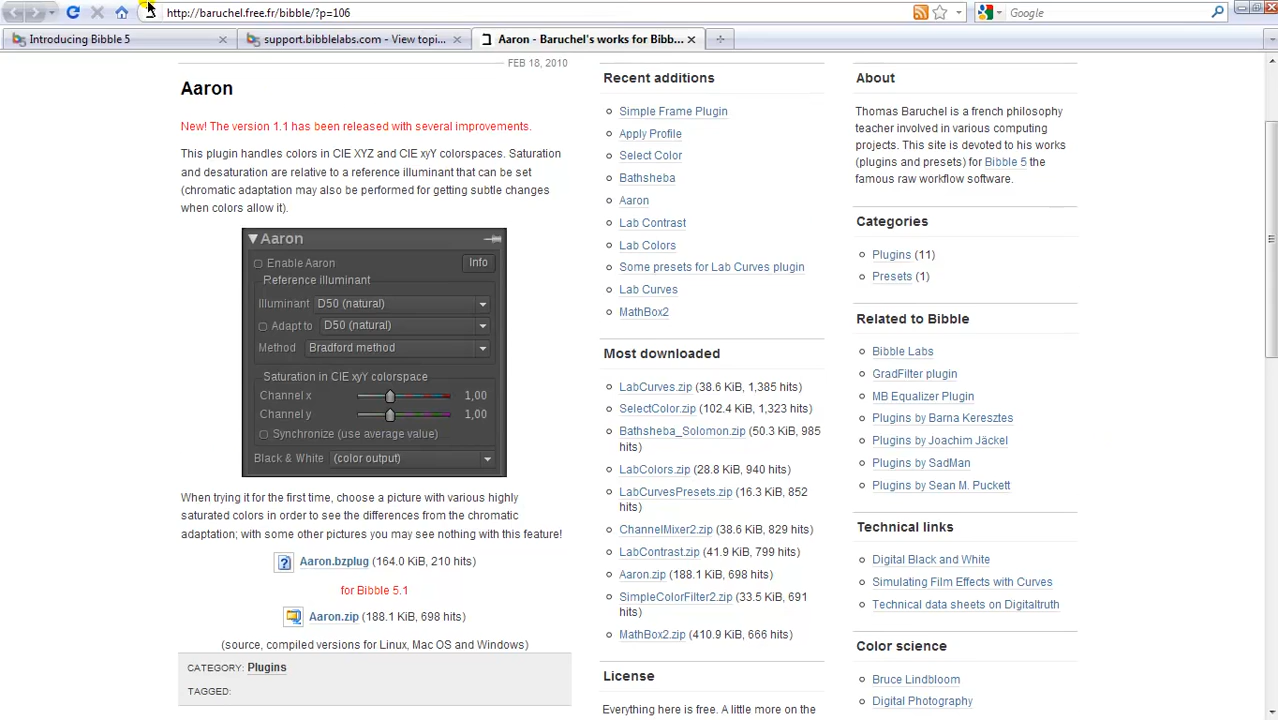 http://baruchel.free.fr/bibble/?p=106
Google
Introducing Bibble 5
support.bibblelabs.com - View topi...
Aaron - Baruchel's works for Bibb...
FEB 18, 2010
Aaron
New! The version 1.1 has been released with several improvements.
This plugin handles colors in CIE XYZ and CIE xyY colorspaces. Saturation
and desaturation are relative to a reference illuminant that can be set
(chromatic adaptation may also be performed for getting subtle changes
when colors allow it).
Aaron
Enable Aaron
Info
Reference illuminant
Illuminant D50 (natural)
Adapt to D50 (natural)
Method Bradford method
Saturation in CIE xyY colorspace
Channel x 1,00
Channel y 1,00
Synchronize (use average value)
Black & White (color output)
When trying it for the first time, choose a picture with various highly
saturated colors in order to see the differences from the chromatic
adaptation; with some other pictures you may see nothing with this feature!
Aaron.bzplug (164.0 KiB, 210 hits)
for Bibble 5.1
Aaron.zip (188.1 KiB, 698 hits)
(source, compiled versions for Linux, Mac OS and Windows)
CATEGORY: Plugins
TAGGED:
Recent additions
Simple Frame Plugin
Apply Profile
Select Color
Bathsheba
Aaron
Lab Contrast
Lab Colors
Some presets for Lab Curves plugin
Lab Curves
MathBox2
Most downloaded
LabCurves.zip (38.6 KiB, 1,385 hits)
SelectColor.zip (102.4 KiB, 1,323 hits)
Bathsheba_Solomon.zip (50.3 KiB, 985
hits)
LabColors.zip (28.8 KiB, 940 hits)
LabCurvesPresets.zip (16.3 KiB, 852
hits)
ChannelMixer2.zip (38.6 KiB, 829 hits)
LabContrast.zip (41.9 KiB, 799 hits)
Aaron.zip (188.1 KiB, 698 hits)
SimpleColorFilter2.zip (33.5 KiB, 691
hits)
MathBox2.zip (410.9 KiB, 666 hits)
License
Everything here is free. A little more on the
About
Thomas Baruchel is a french philosophy
teacher involved in various computing
projects. This site is devoted to his works
(plugins and presets) for Bibble 5 the
famous raw workflow software.
Categories
Plugins (11)
Presets (1)
Related to Bibble
Bibble Labs
GradFilter plugin
MB Equalizer Plugin
Plugins by Barna Keresztes
Plugins by Joachim Jäckel
Plugins by SadMan
Plugins by Sean M. Puckett
Technical links
Digital Black and White
Simulating Film Effects with Curves
Technical data sheets on Digitaltruth
Color science
Bruce Lindbloom
Digital Photography